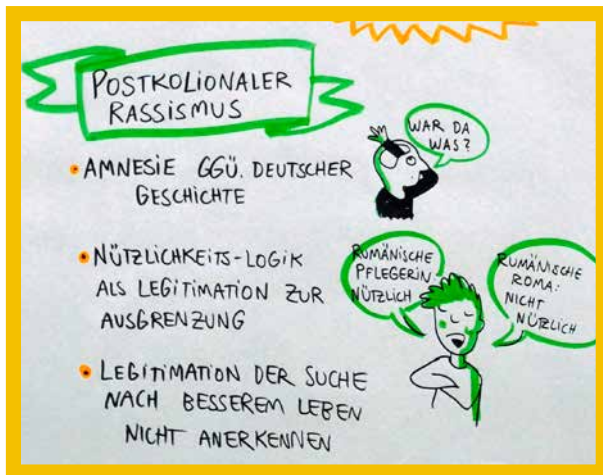 POSTKOLIONALER
RASSISMUS
• AMNESIE GGÜ. DEUTSCHER
GESCHICHTE
WAR DA
WAS?
• NÜTZLICHKEITS-LOGIK
ALS LEGITIMATION ZUR
AUSGRENZUNG
RUMÄNISCHE
PFLEGERIN:
NÜTZLICH
RUMÄNISCHE
ROMA:
NICHT
NÜTZLICH
• LEGITIMATION DER SUCHE
NACH BESSEREM LEBEN
NICHT ANERKENNEN